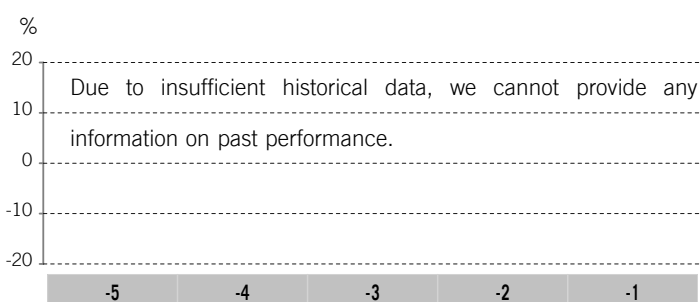 %
20
Due to insufficient historical data, we cannot provide any
10
information on past performance.
0
-10
-20
-5 -4 -3 -2 -1